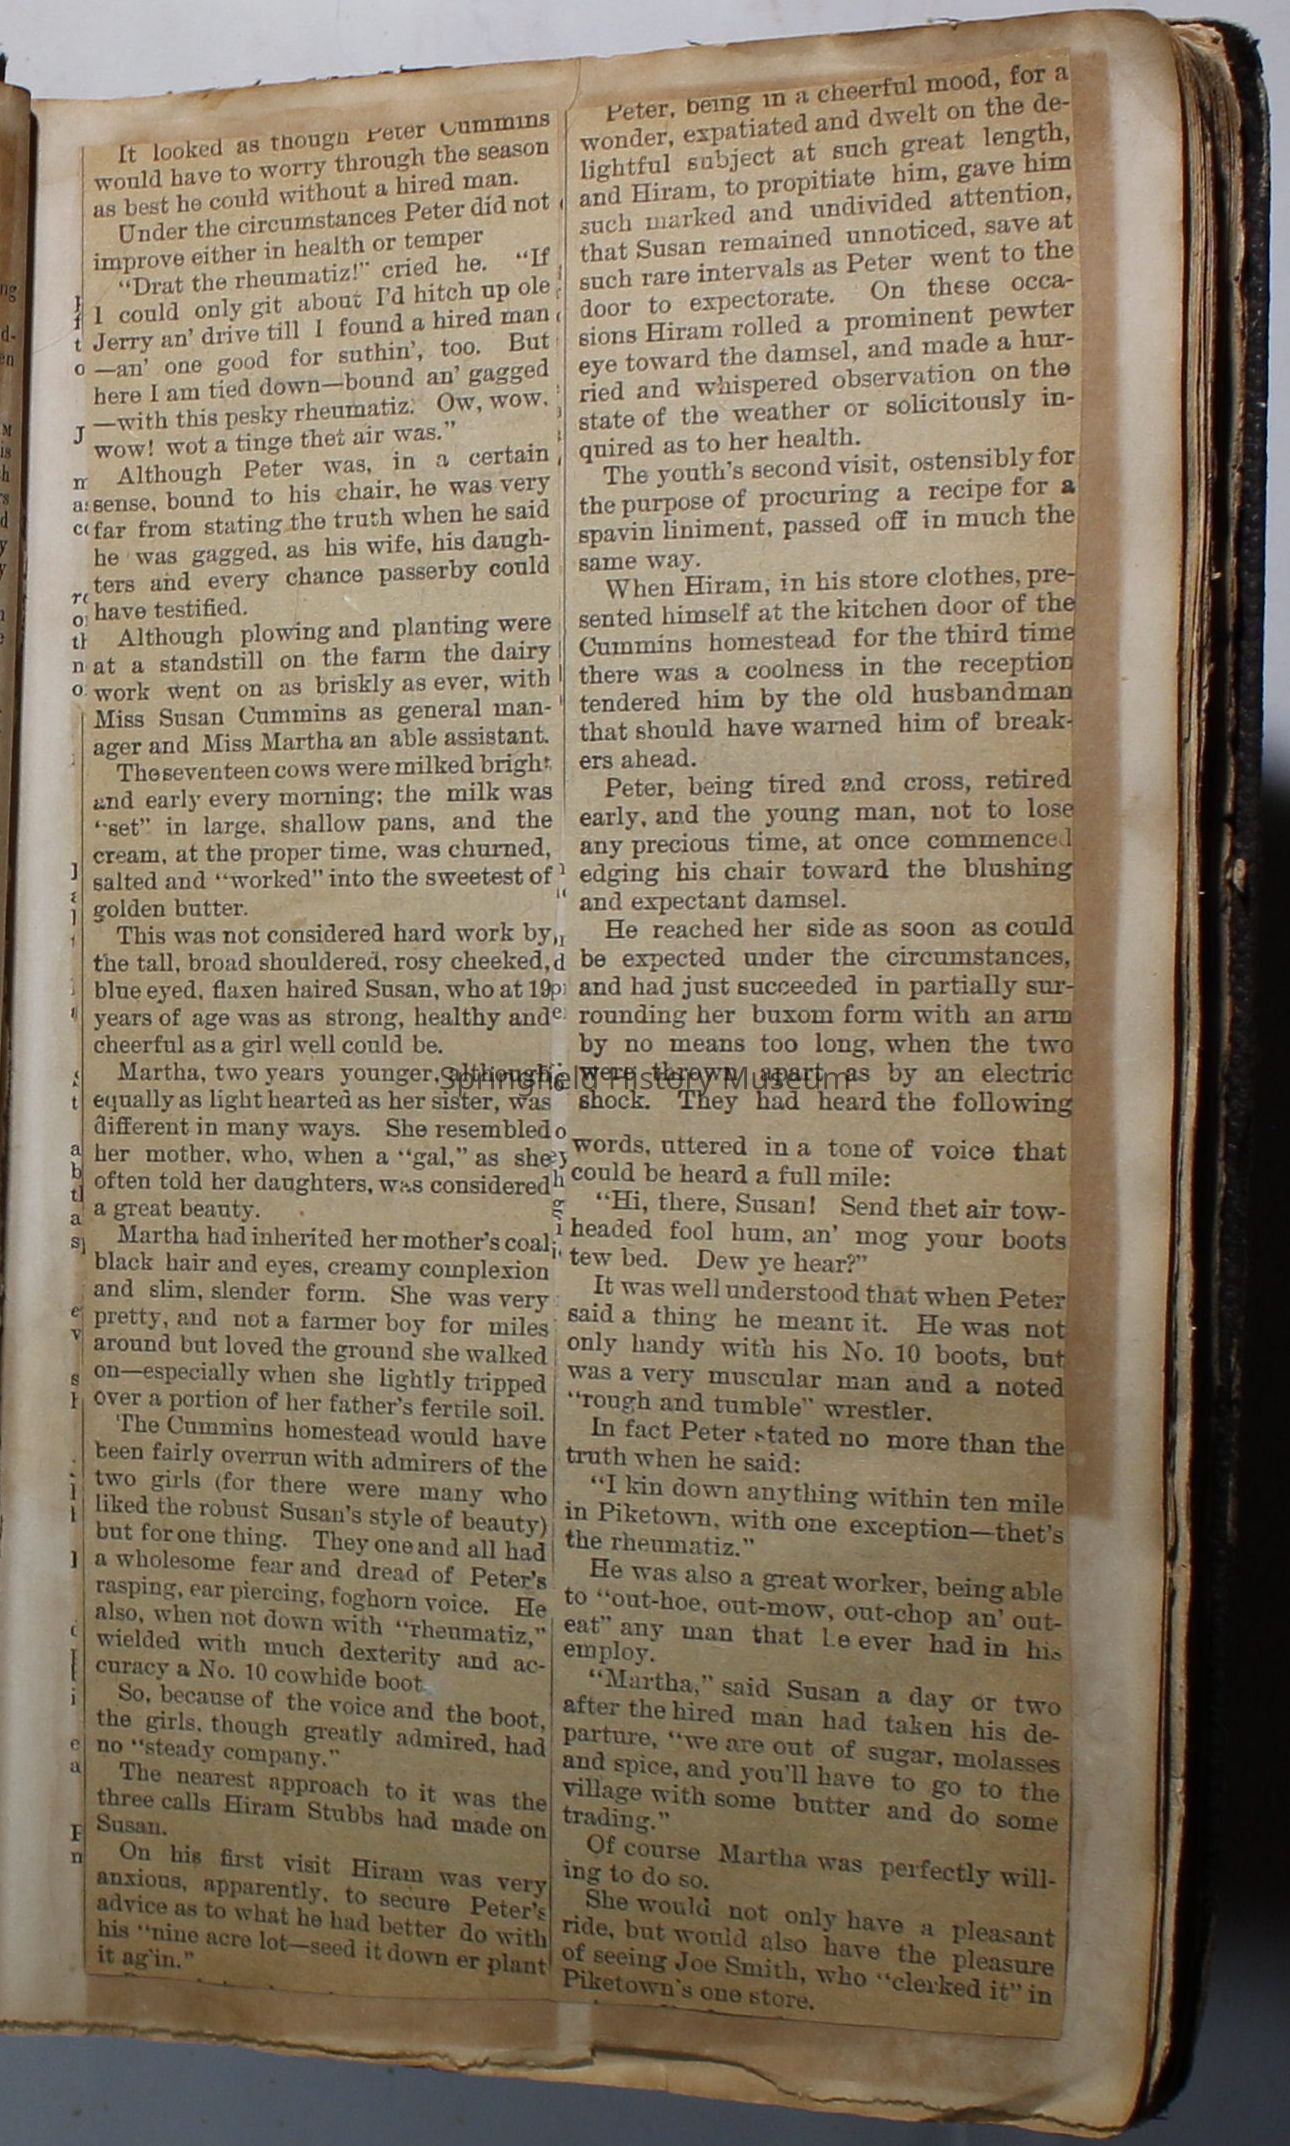 It looked as though Peter Cummins
would have to worry through the season
as best he could without a hired man.
Under the circumstances Peter did not
improve either in health or temper
"Drat the rheumatiz!" cried he. "If
I could only git about I'd hitch up ole
Jerry an' drive till I found a hired man
—an' one good for suthin', too. But
here I am tied down—bound an' gagged
—with this pesky rheumatiz. Ow, wow,
wow! wot a tinge thet air was."
Although Peter was, in a certain
sense, bound to his chair, he was very
far from stating the truth when he said
he was gagged, as his wife, his daugh-
ters and every chance passerby could
have testified.
Although plowing and planting were
at a standstill on the farm the dairy
work went on as briskly as ever, with
Miss Susan Cummins as general man-
ager and Miss Martha an able assistant.
The seventeen cows were milked bright
and early every morning; the milk was
"set" in large, shallow pans, and the
cream, at the proper time, was churned,
salted and "worked" into the sweetest of
golden butter.
This was not considered hard work by
the tall, broad shouldered, rosy cheeked,
blue eyed, flaxen haired Susan, who at 19
years of age was as strong, healthy and
cheerful as a girl well could be.
Martha, two years younger, although
equally as light hearted as her sister, was
different in many ways. She resembled
her mother, who, when a "gal," as she
often told her daughters, was considered
a great beauty.
Martha had inherited her mother's coal
black hair and eyes, creamy complexion
and slim, slender form. She was very
pretty, and not a farmer boy for miles
around but loved the ground she walked
on—especially when she lightly tripped
over a portion of her father's fertile soil.
The Cummins homestead would have
been fairly overrun with admirers of the
two girls (for there were many who
liked the robust Susan's style of beauty)
but for one thing. They one and all had
a wholesome fear and dread of Peter's
rasping, ear piercing, foghorn voice. He
also, when not down with "rheumatiz,"
wielded with much dexterity and ac-
curacy a No. 10 cowhide boot.
So, because of the voice and the boot,
the girls, though greatly admired, had
no "steady company."
The nearest approach to it was the
three calls Hiram Stubbs had made on
Susan.
On his first visit Hiram was very
anxious, apparently, to secure Peter's
advice as to what he had better do with
his "nine acre lot—seed it down er plant
it ag'in."
Peter, being in a cheerful mood, for a
wonder, expatiated and dwelt on the de-
lightful subject at such great length,
and Hiram, to propitiate him, gave him
such marked and undivided attention,
that Susan remained unnoticed, save at
such rare intervals as Peter went to the
door to expectorate. On these occa-
sions Hiram rolled a prominent pewter
eye toward the damsel, and made a hur-
ried and whispered observation on the
state of the weather or solicitously in-
quired as to her health.
The youth's second visit, ostensibly for
the purpose of procuring a recipe for a
spavin liniment, passed off in much the
same way.
When Hiram, in his store clothes, pre-
sented himself at the kitchen door of the
Cummins homestead for the third time
there was a coolness in the reception
tendered him by the old husbandman
that should have warned him of break-
ers ahead.
Peter, being tired and cross, retired
early, and the young man, not to lose
any precious time, at once commenced
edging his chair toward the blushing
and expectant damsel.
He reached her side as soon as could
be expected under the circumstances,
and had just succeeded in partially sur-
rounding her buxom form with an arm
by no means too long, when the two
were thrown apart as by an electric
shock. They had heard the following
words, uttered in a tone of voice that
could be heard a full mile:
"Hi, there, Susan! Send thet air tow-
headed fool hum, an' mog your boots
tew bed. Dew ye hear?"
It was well understood that when Peter
said a thing he meant it. He was not
only handy with his No. 10 boots, but
was a very muscular man and a noted
"rough and tumble" wrestler.
In fact Peter stated no more than the
truth when he said:
"I kin down anything within ten mile
in Piketown, with one exception—thet's
the rheumatiz."
He was also a great worker, being able
to "out-hoe, out-mow, out-chop an' out-
eat" any man that he ever had in his
employ.
"Martha," said Susan a day or two
after the hired man had taken his de-
parture, "we are out of sugar, molasses
and spice, and you'll have to go to the
village with some butter and do some
trading."
Of course Martha was perfectly will-
ing to do so.
She would not only have a pleasant
ride, but would also have the pleasure
of seeing Joe Smith, who "clerked it" in
Piketown's one store.
Springfield History Museum